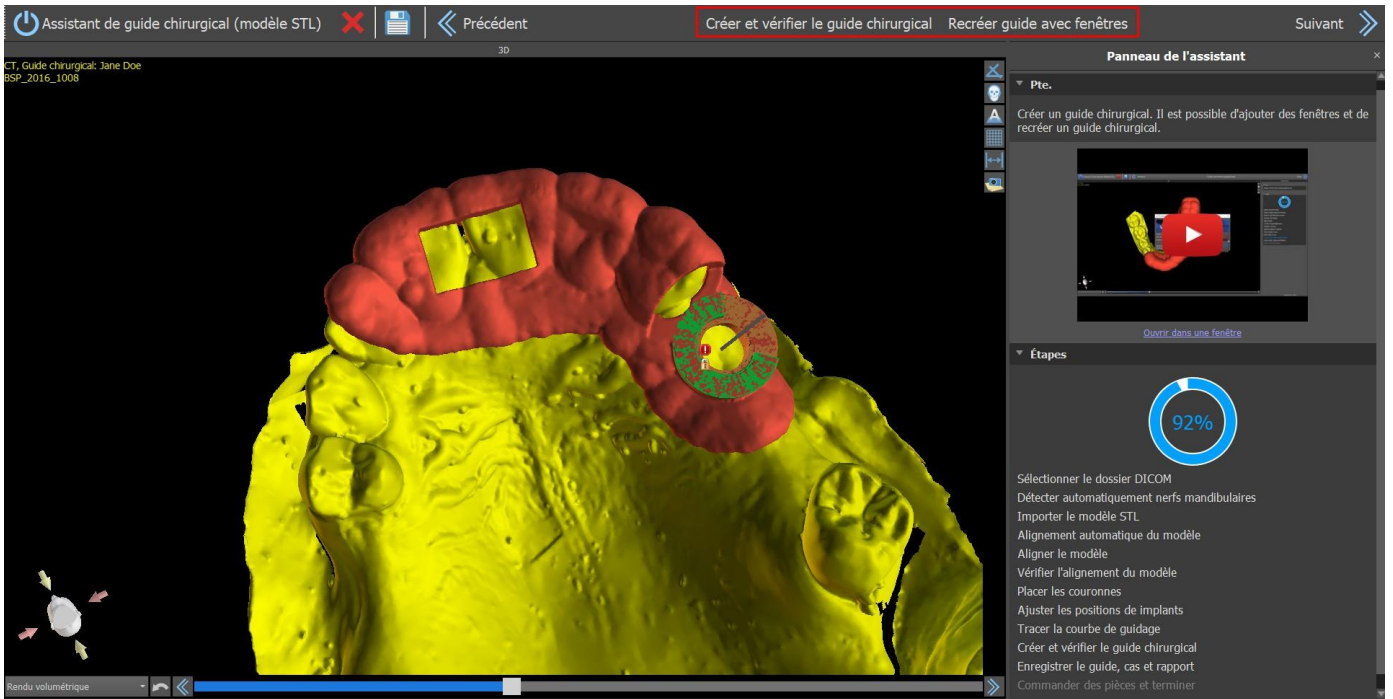 Assistant de guide chirurgical (modèle STL)
Précédent
Créer et vérifier le guide chirurgical Recréer guide avec fenêtres
Suivant
3D
CT, Guide chirurgical: Jane Doe
BSP_2016_1008
Panneau de l'assistant
Pte.
Créer un guide chirurgical. Il est possible d'ajouter des fenêtres et de
recréer un guide chirurgical.
Ouvrir dans une fenêtre
Étapes
92%
Sélectionner le dossier DICOM
Détecter automatiquement nerfs mandibulaires
Importer le modèle STL
Alignement automatique du modèle
Aligner le modèle
Vérifier l'alignement du modèle
Placer les couronnes
Ajuster les positions de implants
Tracer la courbe de guidage
Créer et vérifier le guide chirurgical
Enregistrer le guide, cas et rapport
Commander des pièces et terminer
Rendu volumétrique